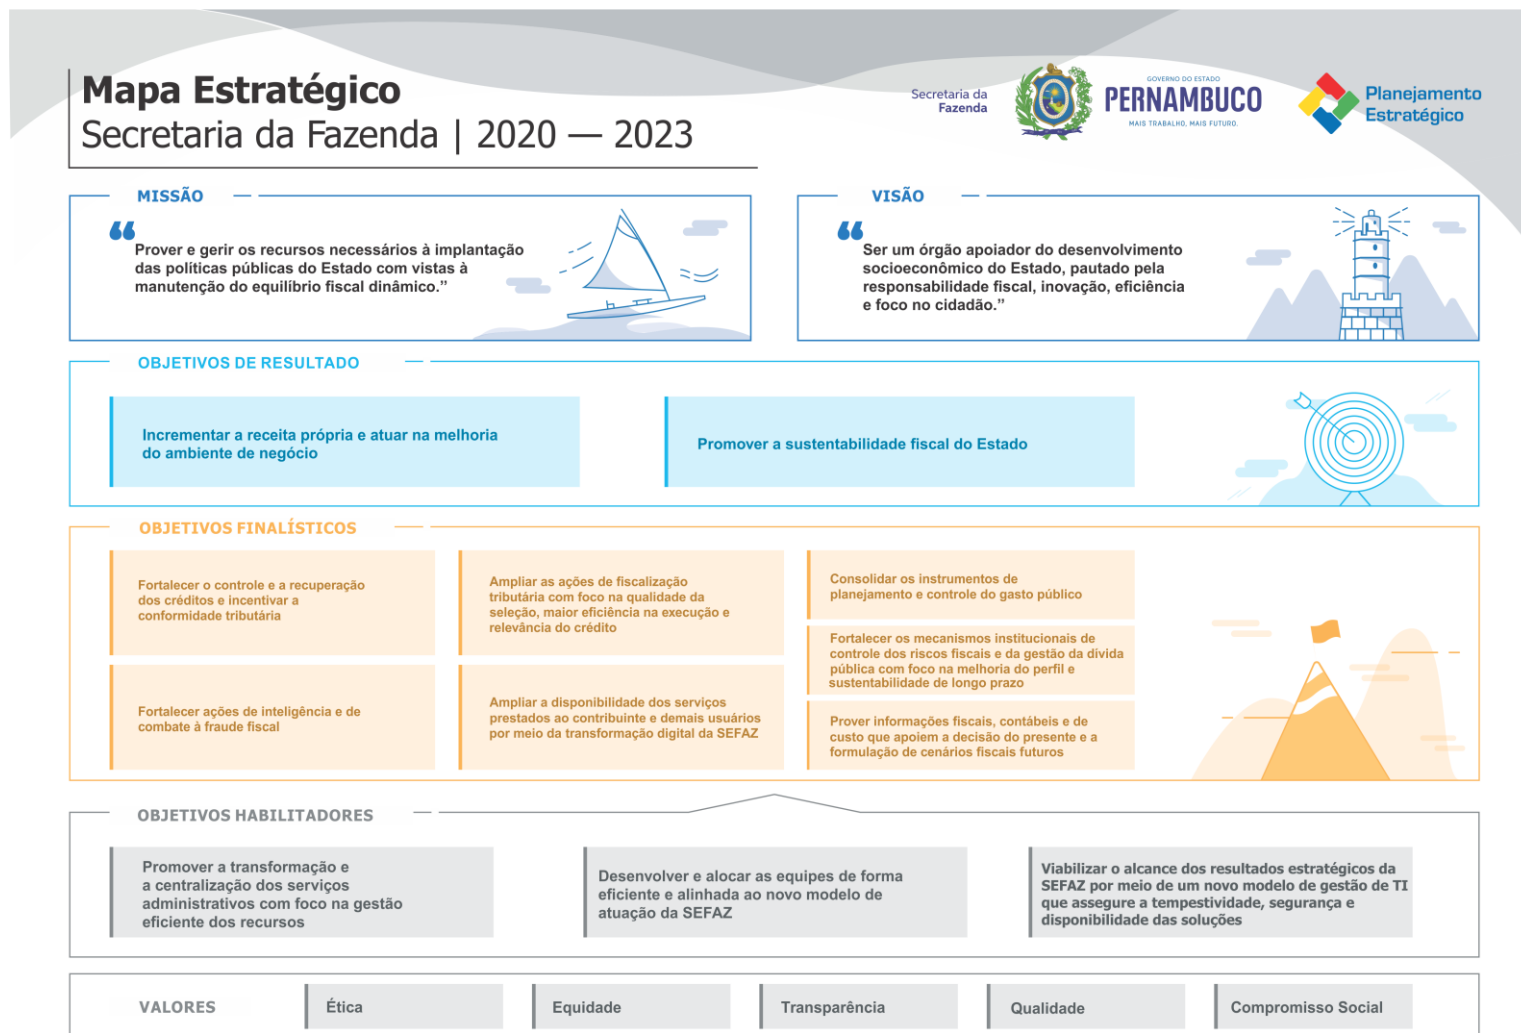 Mapa Estratégico
Secretaria da Fazenda | 2020 — 2023
Secretaria da
Fazenda
GOVERNO DO ESTADO
PERNAMBUCO
MAIS TRABALHO, MAIS FUTURO.
Planejamento
Estratégico
MISSÃO
“
Prover e gerir os recursos necessários à implantação
das políticas públicas do Estado com vistas à
manutenção do equilíbrio fiscal dinâmico.”
VISÃO
“
Ser um órgão apoiador do desenvolvimento
socioeconômico do Estado, pautado pela
responsabilidade fiscal, inovação, eficiência
e foco no cidadão.”
OBJETIVOS DE RESULTADO
Incrementar a receita própria e atuar na melhoria
do ambiente de negócio
Promover a sustentabilidade fiscal do Estado
OBJETIVOS FINALÍSTICOS
Fortalecer o controle e a recuperação
dos créditos e incentivar a
conformidade tributária
Ampliar as ações de fiscalização
tributária com foco na qualidade da
seleção, maior eficiência na execução e
relevância do crédito
Consolidar os instrumentos de
planejamento e controle do gasto público
Fortalecer os mecanismos institucionais de
controle dos riscos fiscais e da gestão da divida
pública com foco na melhoria do perfil e
sustentabilidade de longo prazo
Fortalecer ações de inteligência e de
combate à fraude fiscal
Ampliar a disponibilidade dos serviços
prestados ao contribuinte e demais usuários
por meio da transformação digital da SEFAZ
Prover informações fiscais, contábeis e de
custo que apoiem a decisão do presente e a
formulação de cenários fiscais futuros
OBJETIVOS HABILITADORES
Promover a transformação e
a centralização dos serviços
administrativos com foco na gestão
eficiente dos recursos
Desenvolver e alocar as equipes de forma
eficiente e alinhada ao novo modelo de
atuação da SEFAZ
Viabilizar o alcance dos resultados estratégicos da
SEFAZ por meio de um novo modelo de gestão de TI
que assegure a tempestividade, segurança e
disponibilidade das soluções
VALORES
Ética
Equidade
Transparência
Qualidade
Compromisso Social